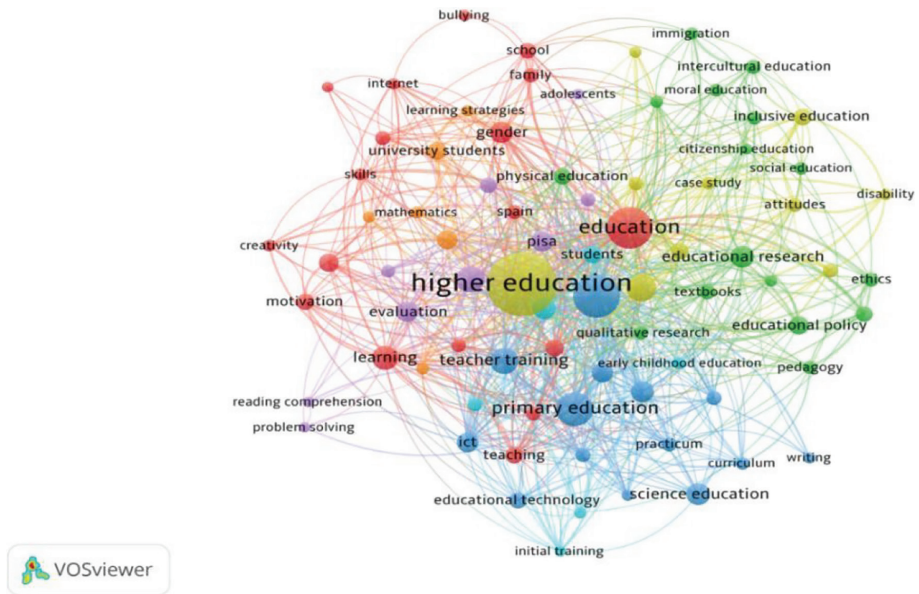 bullying
immigration
school
intercultural education
family
internet
adolescents
moral education
learning strategies
inclusive education
gender
university students
citizenship education
social education
skills
physical education
case study
disability
mathematics
spain
attitudes
education
creativity
pisa
students
educational research
higher education
ethics
motivation
evaluation
textbooks
qualitative research
educational policy
learning
teacher training
early childhood education
pedagogy
reading comprehension
primary education
problem solving
ict
practicum
teaching
curriculum
writing
educational technology
science education
initial training
VOSviewer